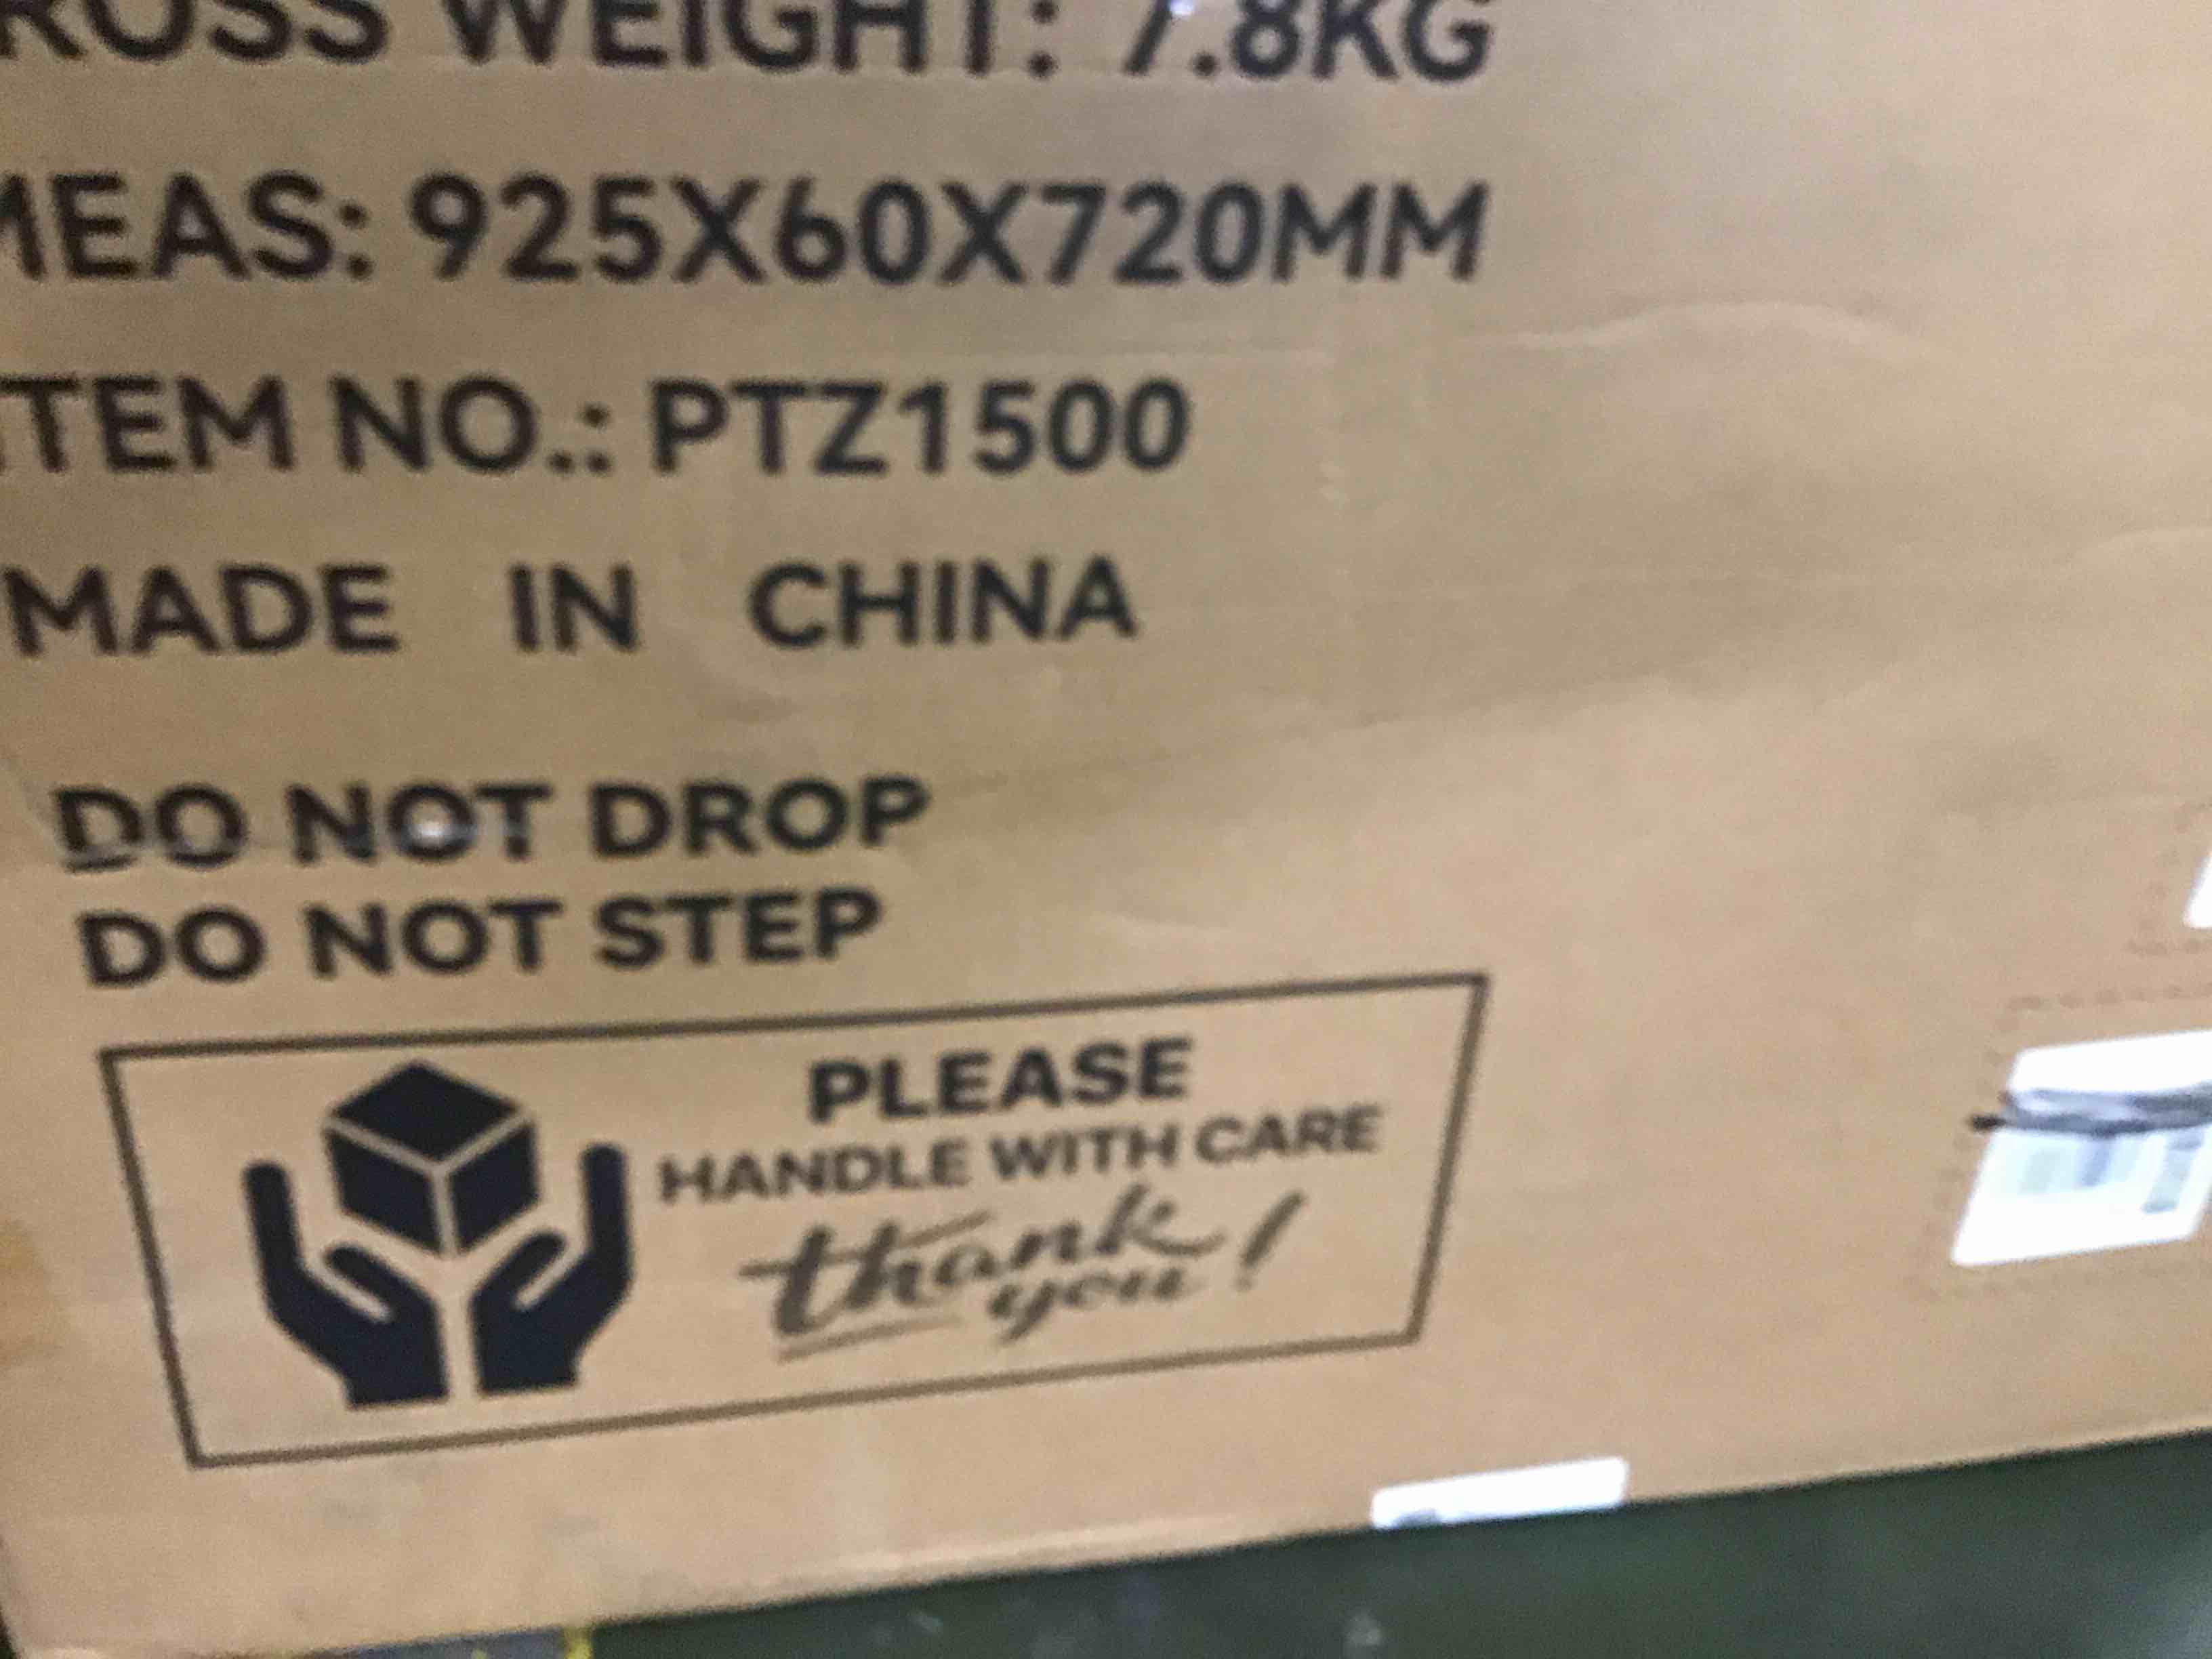 ROSS WEIGHT: 7.8KG
MEAS: 925X60X720MM
ITEM NO.: PTZ1500
MADE IN CHINA
DO NOT DROP
DO NOT STEP
PLEASE
HANDLE WITH CARE
thank
you!